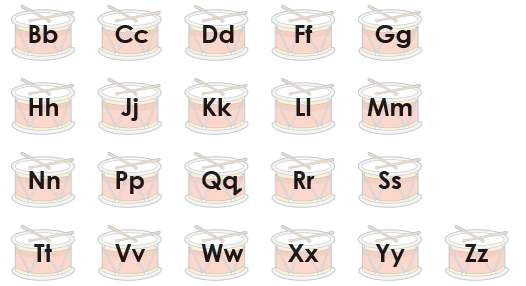 Bb Cc Dd Ff Gg
Hh Jj Kk Ll Mm
Nn Pp Qq Rr Ss
Tt Vv Ww Xx Yy Zz